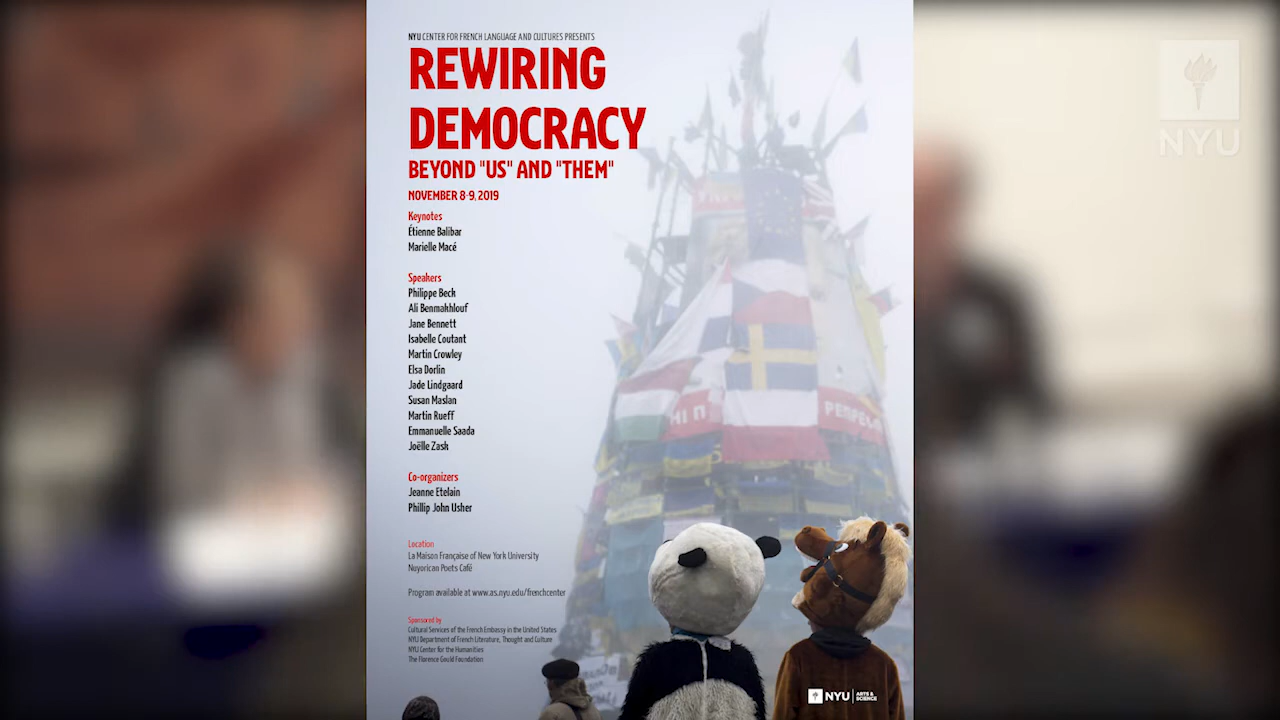 NYU CENTER FOR FRENCH LANGUAGE AND CULTURES PRESENTS
REWIRING
DEMOCRACY
BEYOND "US" AND "THEM"
NOVEMBER 8-9, 2019
Keynotes
Étienne Balibar
Marielle Macé
Speakers
Philippe Beck
Ali Benmakhlouf
Jane Bennett
Isabelle Coutant
Martin Crowley
Elsa Dorlin
Jade Lindgaard
Susan Maslan
Martin Rueff
Emmanuelle Saada
Joëlle Zask
Co-organizers
Jeanne Etelain
Phillip John Usher
Location
La Maison Française of New York University
Nuyorican Poets Café
Program available at www.as.nyu.edu/frenchcenter
Sponsored by
Cultural Services of the French Embassy in the United States
NYU Department of French Literature, Thought and Culture
NYU Center for the Humanities
The Florence Gould Foundation
NYU ARTS &
SCIENCE
NYU